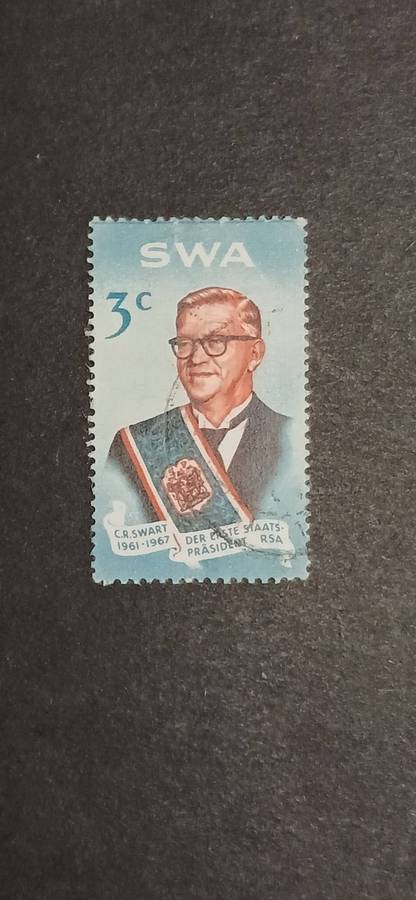 SWA
3c
C.R.SWART
1961-1967
DER ERSTE STAATS-
PRÄSIDENT RSA